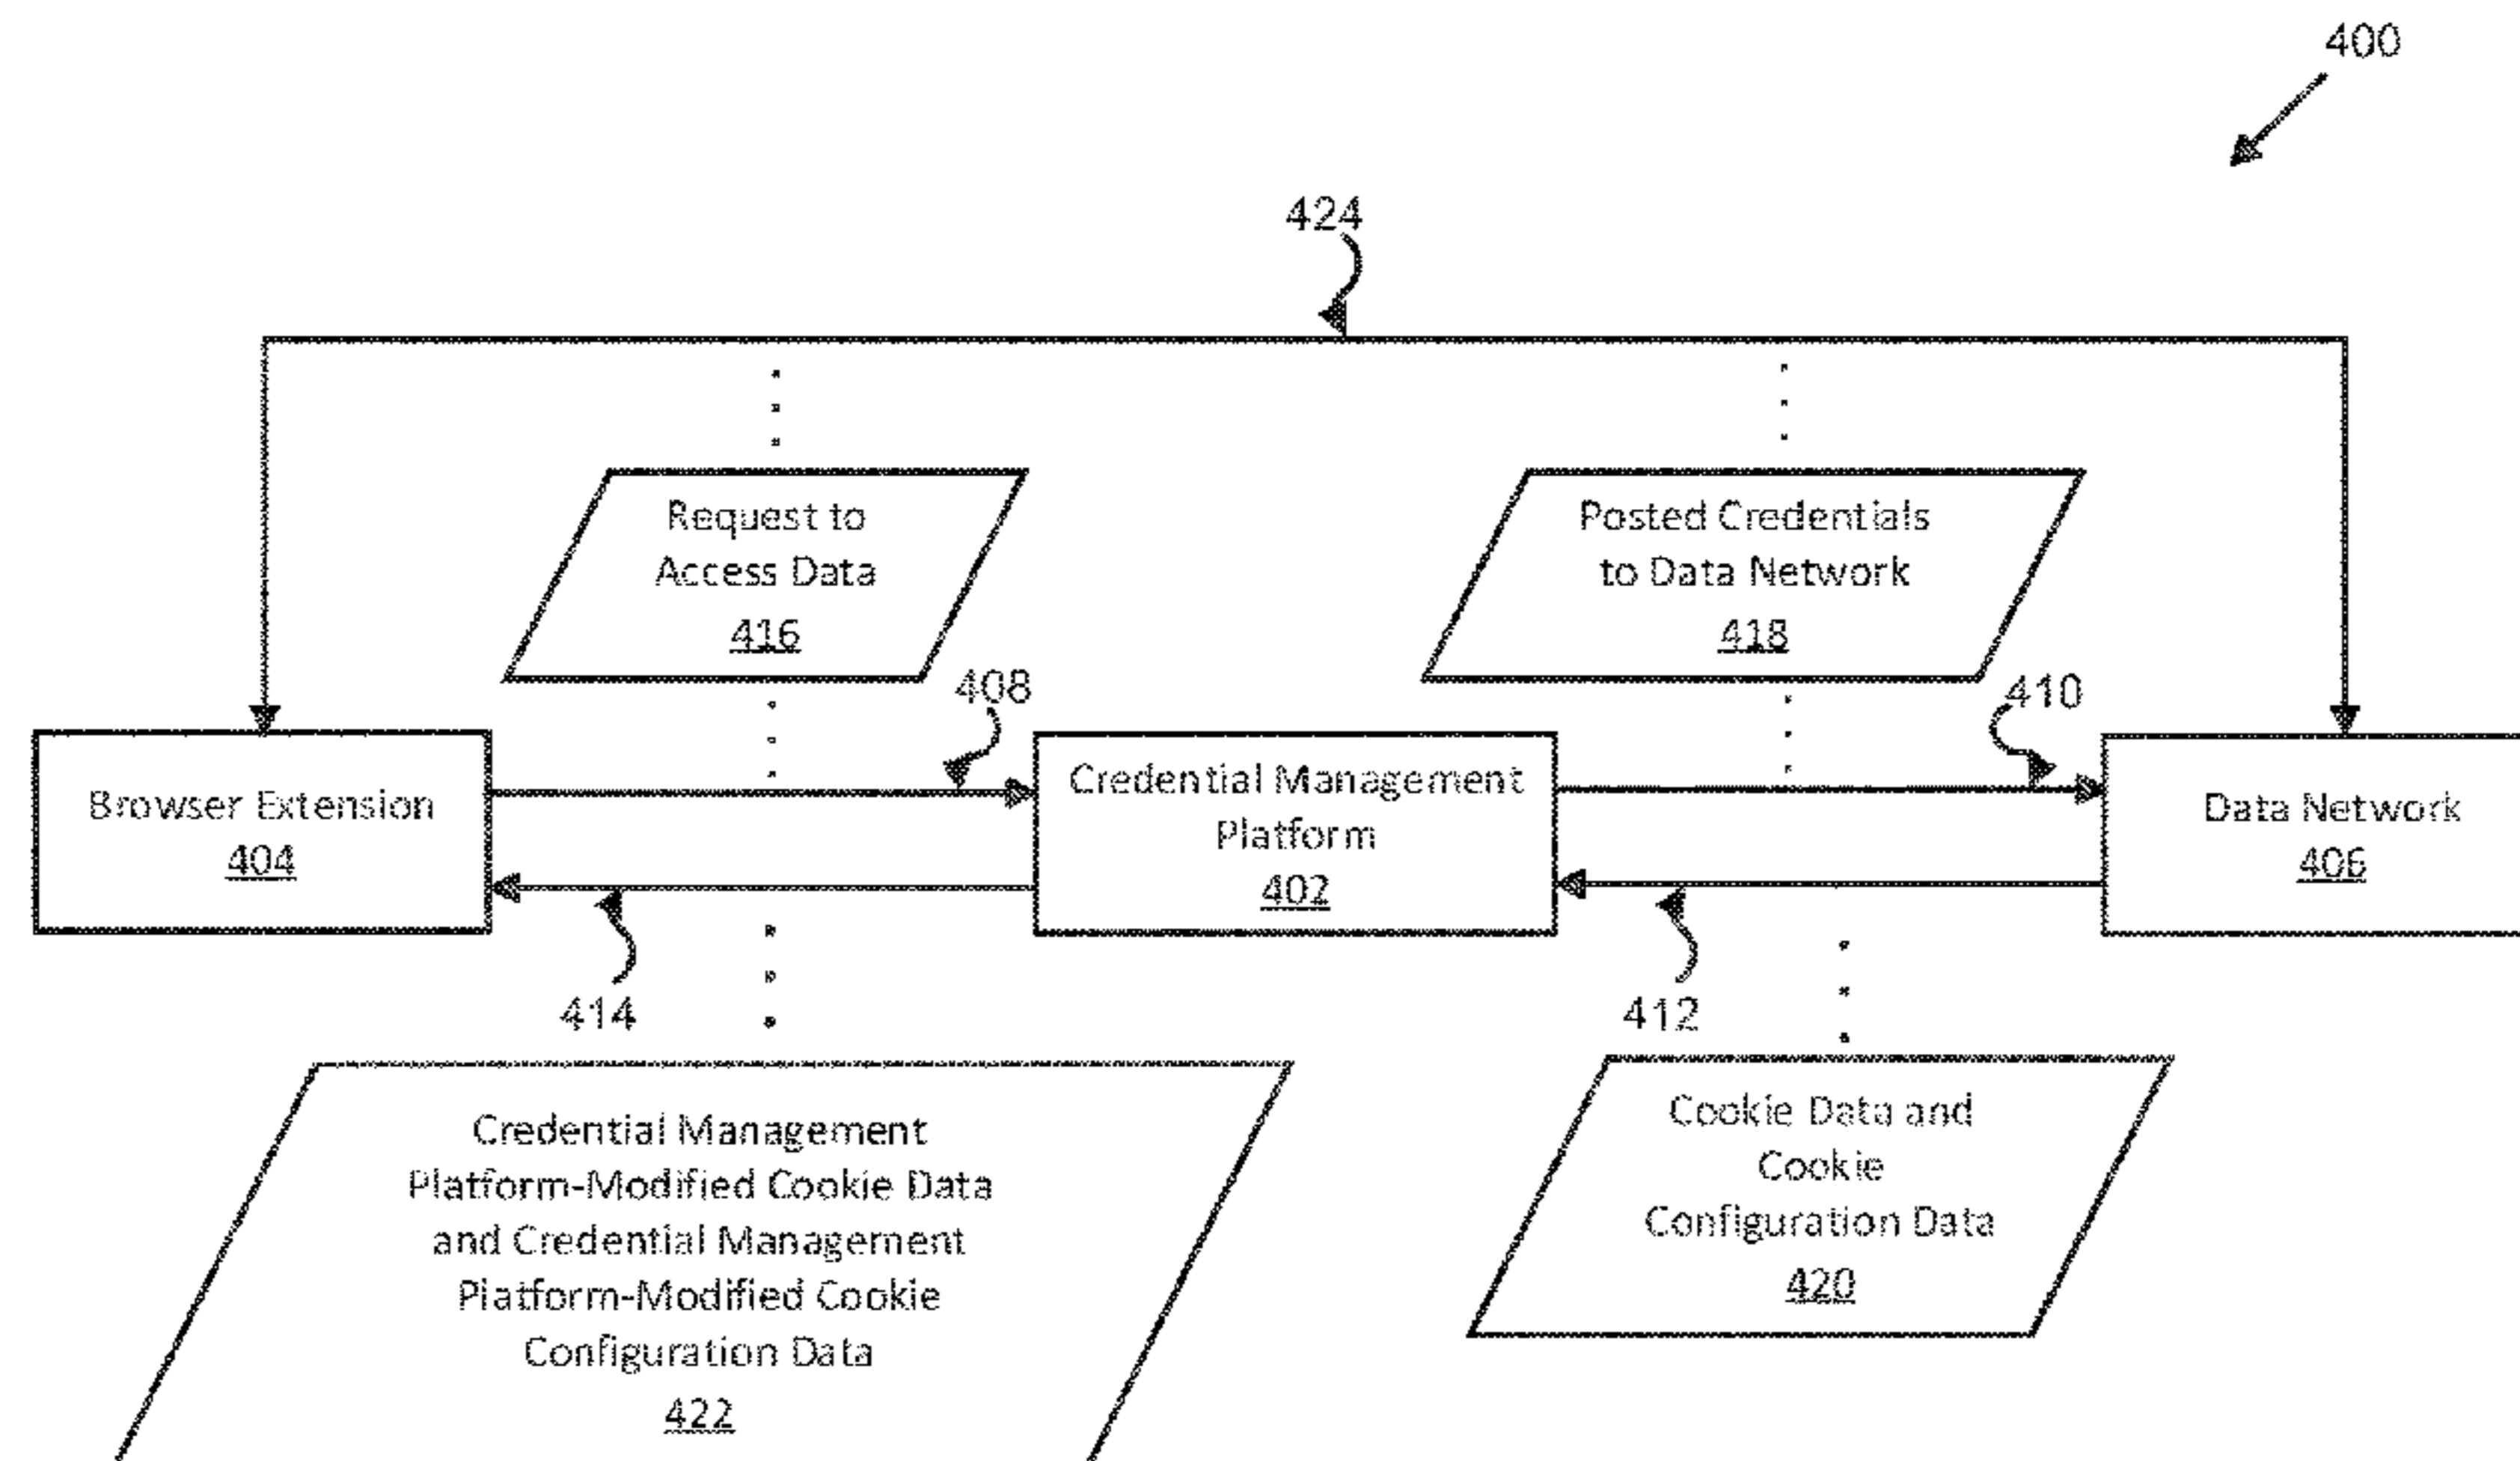 400
424
Request to
Access Data
416
Posted Credentials
to Data Network
418
408
410
Browser Extension
404
Credential Management
Platform
402
Data Network
406
414
412
Credential Management
Platform-Modified Cookie Data
and Credential Management
Platform-Modified Cookie
Configuration Data
422
Cookie Data and
Cookie
Configuration Data
420